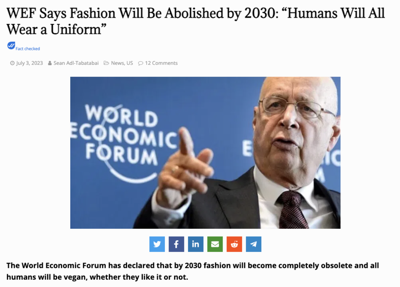 WEF Says Fashion Will Be Abolished by 2030: “Humans Will All
Wear a Uniform”
Fact checked
July 3, 2023 Sean Adl-Tabatabai News, US 12 Comments
WORLD
ECONOMIC
FORUM
The World Economic Forum has declared that by 2030 fashion will become completely obsolete and all
humans will be vegan, whether they like it or not.